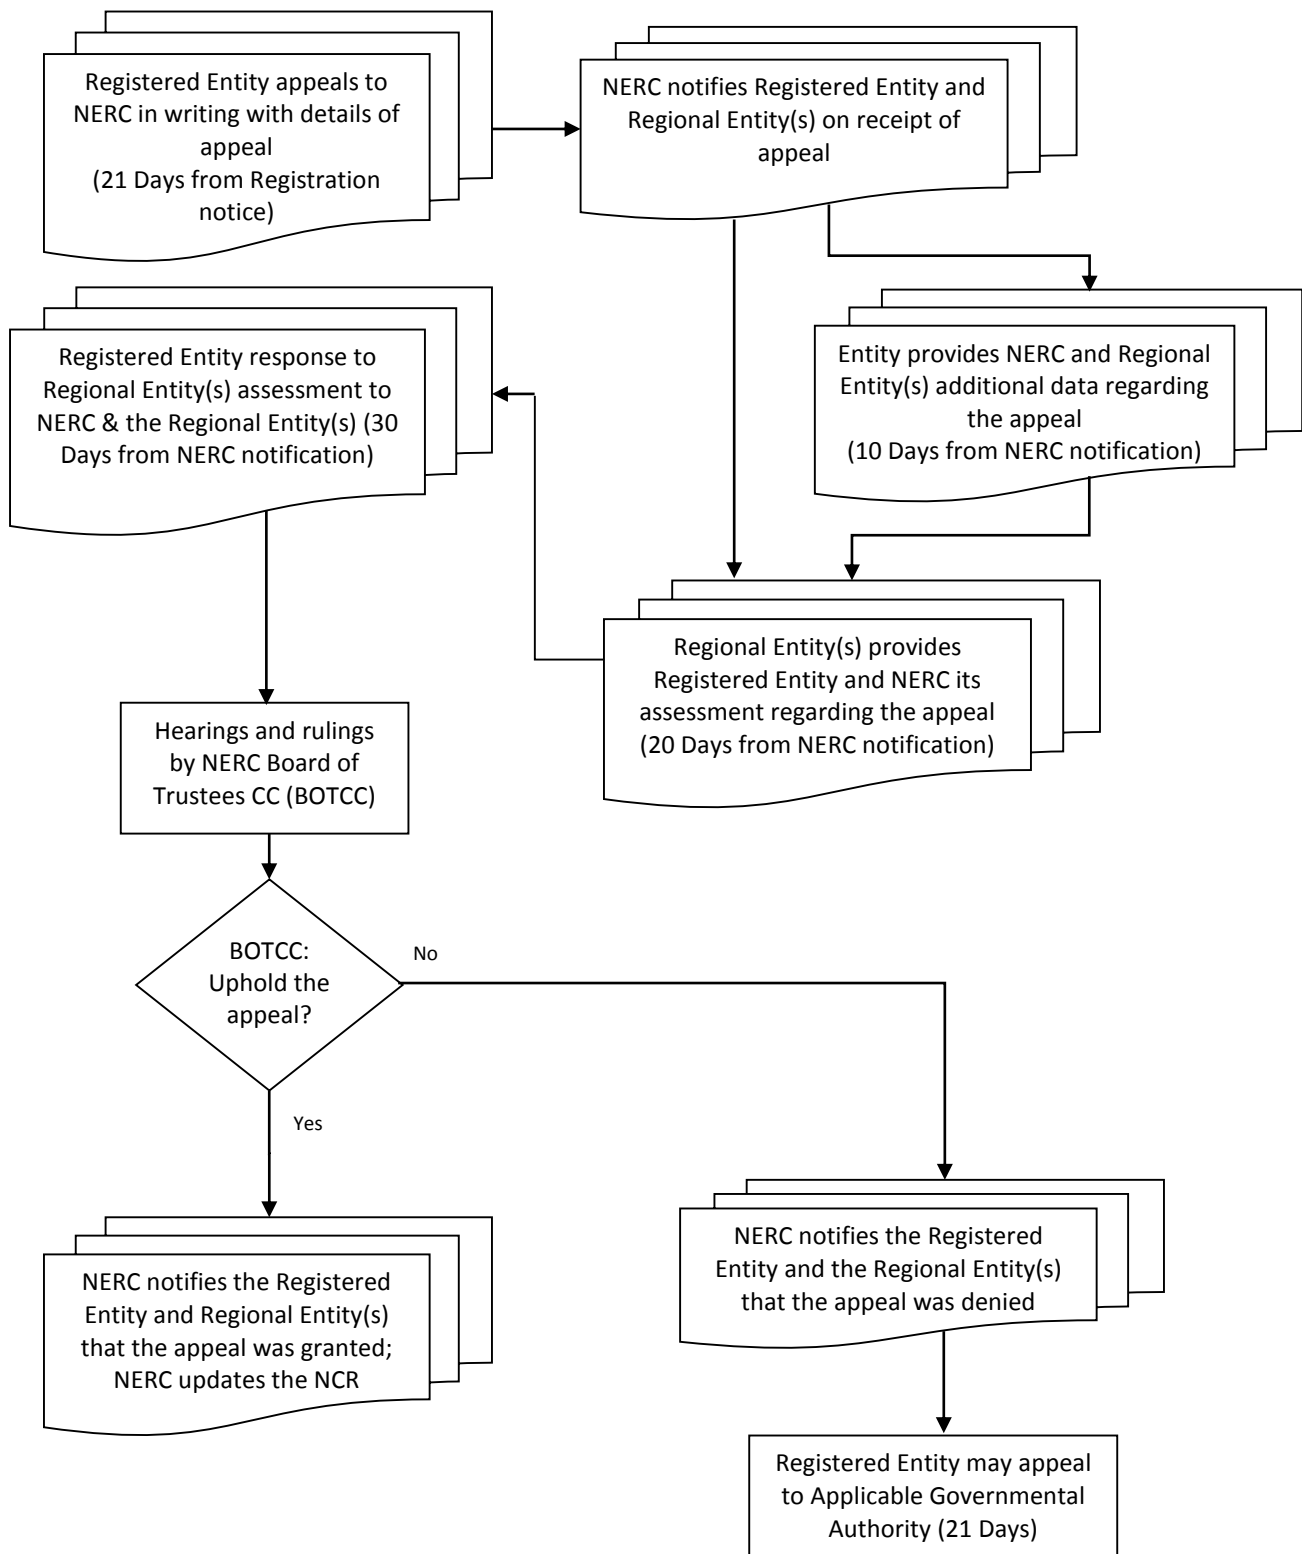 Registered Entity appeals to
NERC in writing with details of
appeal
(21 Days from Registration
notice)
NERC notifies Registered Entity and
Regional Entity(s) on receipt of
appeal
Entity provides NERC and Regional
Entity(s) additional data regarding
the appeal
(10 Days from NERC notification)
Regional Entity(s) provides
Registered Entity and NERC its
assessment regarding the appeal
(20 Days from NERC notification)
Registered Entity response to
Regional Entity(s) assessment to
NERC & the Regional Entity(s) (30
Days from NERC notification)
Hearings and rulings
by NERC Board of
Trustees CC (BOTCC)
BOTCC:
Uphold the
appeal?
No
Yes
NERC notifies the Registered
Entity and Regional Entity(s)
that the appeal was granted;
NERC updates the NCR
NERC notifies the Registered
Entity and the Regional Entity(s)
that the appeal was denied
Registered Entity may appeal
to Applicable Governmental
Authority (21 Days)